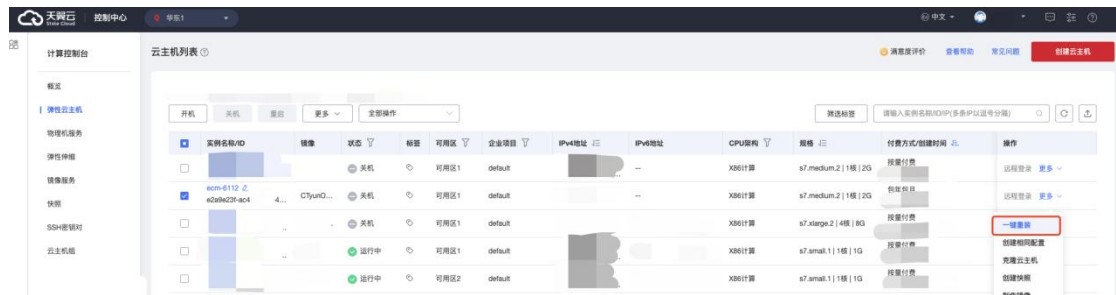 天翼云 State Cloud 控制中心 华东1 中文
计算控制台 云主机列表 满意度评价 查看帮助 常见问题 创建云主机
概览
弹性云主机
物理机服务
弹性伸缩
镜像服务
快照
SSH密钥对
云主机组
开机 关机 重启 更多 全部操作 筛选标签 请输入实例名称/ID/IP(多条IP以逗号分隔)
实例名称/ID 镜像 状态 标签 可用区 企业项目 IPv4地址 IPv6地址 CPU架构 规格 付费方式/创建时间 操作
关机 可用区1 default -- X86计算 s7.medium.2 | 1核 | 2G 按量付费 远程登录 更多
ecm-6112
e2a9e23f-ac4 4... CTyunO... 关机 可用区1 default -- X86计算 s7.medium.2 | 1核 | 2G 包年包月 远程登录 更多
关机 可用区1 default X86计算 s7.xlarge.2 | 4核 | 8G 按量付费
运行中 可用区1 default X86计算 s7.small.1 | 1核 | 1G 按量付费
运行中 可用区2 default X86计算 s7.small.1 | 1核 | 1G 按量付费
一键重装
创建相同配置
克隆云主机
创建快照